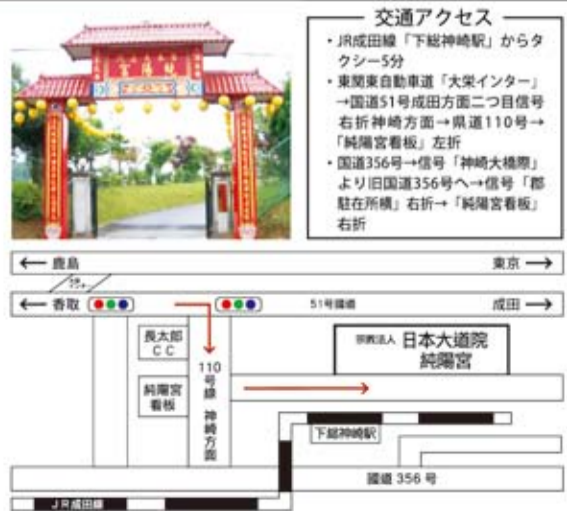 純陽宮
交通アクセス
・JR成田線「下総神崎駅」からタ
クシー5分
・東関東自動車道「大栄インター」
→国道51号成田方面二つ目信号
右折神崎方面→県道110号→
「純陽宮看板」左折
・国道356号→信号「神崎大橋際」
より旧国道356号へ→信号「郡
駐在所横」右折→「純陽宮看板」
右折
← 鹿島
東京 →
← 香取
51号國道
成田 →
長太郎
CC
純陽宮
看板
110号線 神崎方面
宗教法人 日本大道院
純陽宮
下総神崎駅
國道 356 号
JR成田線